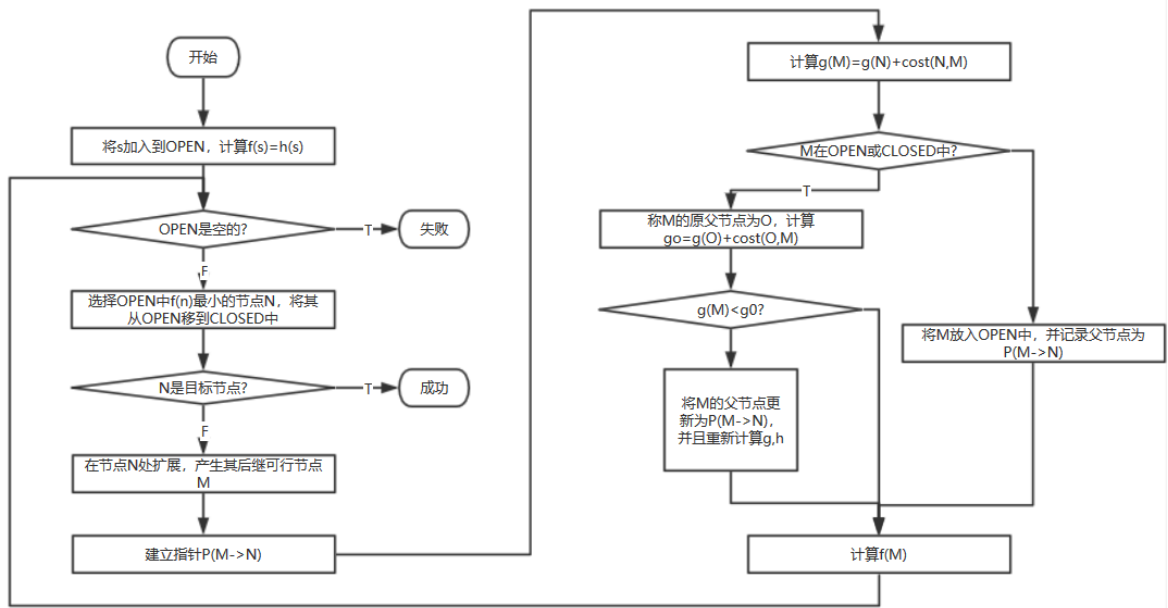 开始
将s加入到OPEN，计算f(s)=h(s)
OPEN是空的?
T
失败
F
选择OPEN中f(n)最小的节点N，将其
从OPEN移到CLOSED中
N是目标节点?
T
成功
F
在节点N处扩展，产生其后继可行节点
M
建立指针P(M->N)
计算g(M)=g(N)+cost(N,M)
M在OPEN或CLOSED中?
T
称M的原父节点为O，计算
go=g(O)+cost(O,M)
g(M)<g0?
将M放入OPEN中，并记录父节点为
P(M->N)
将M的父节点更
新为P(M->N)，
并且重新计算g,h
计算f(M)